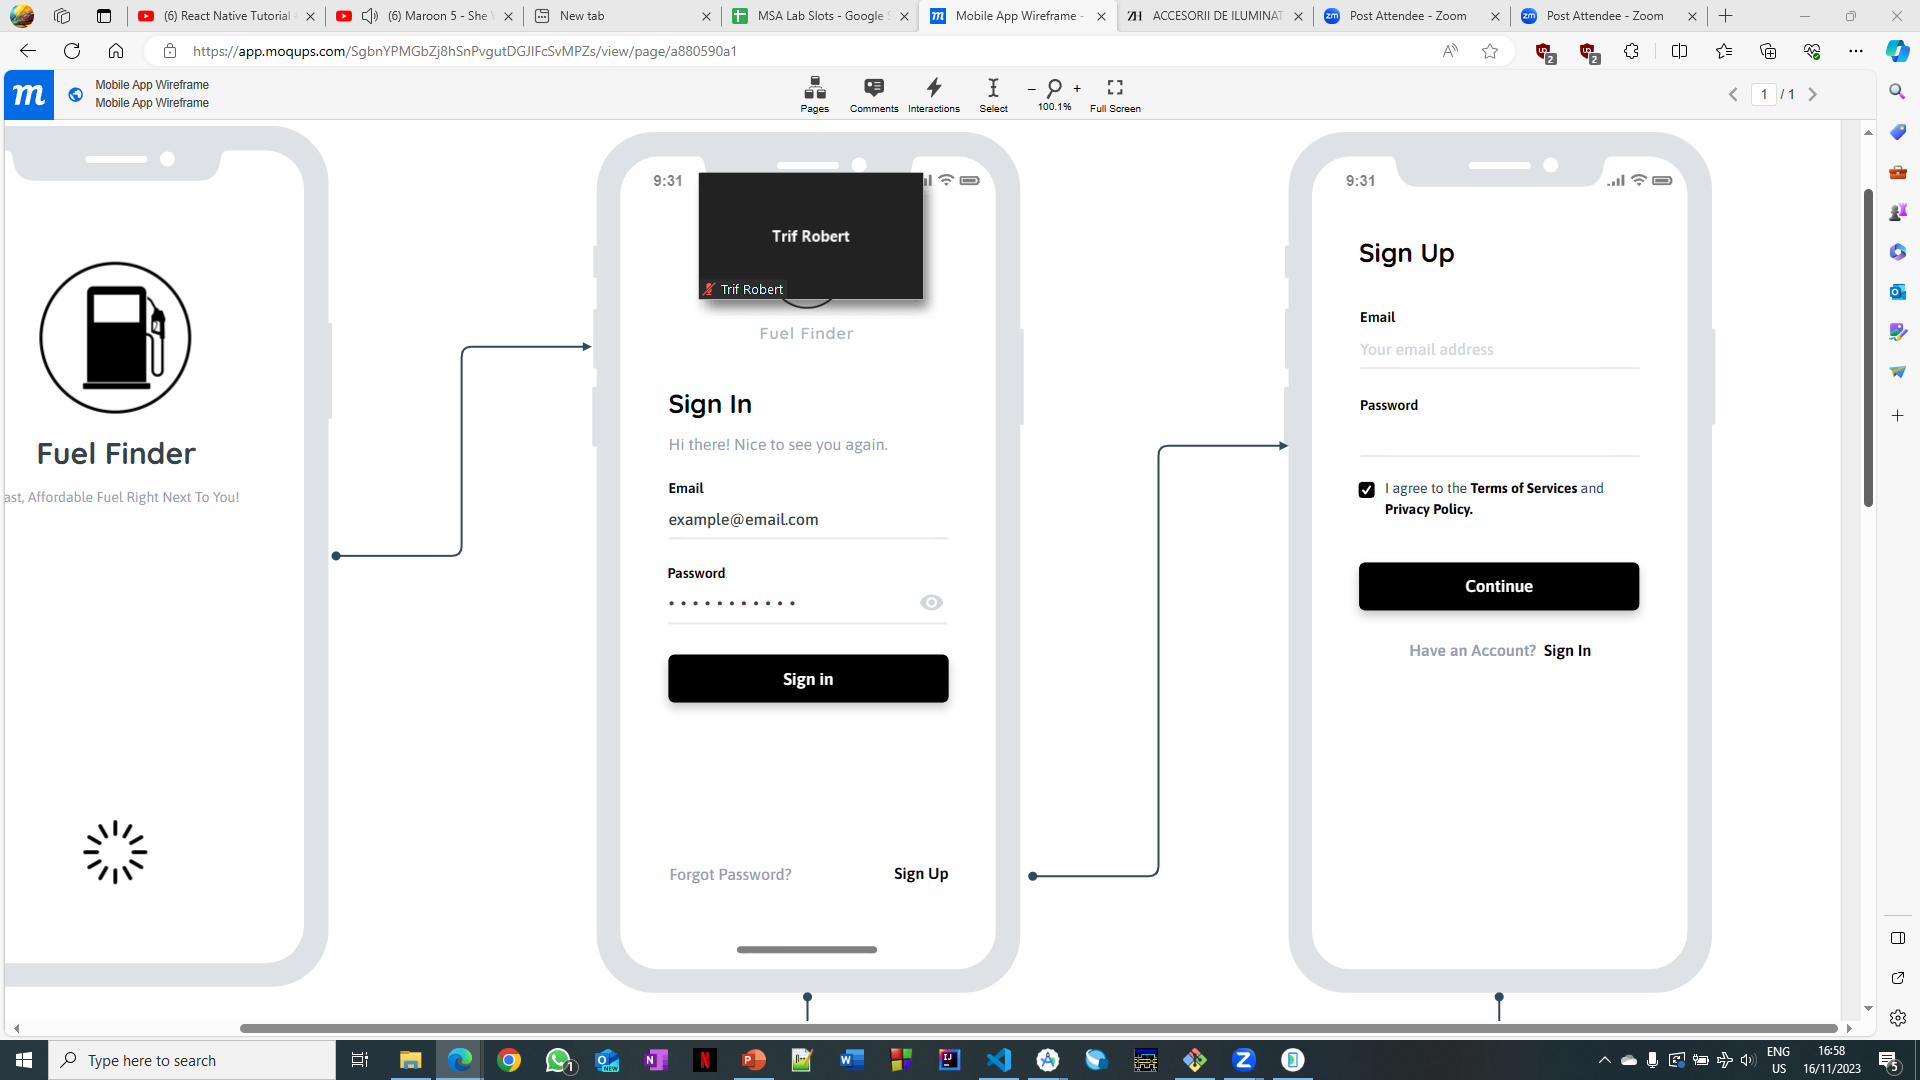 (6) React Native Tutorial
(6) Maroon 5 - She
New tab
MSA Lab Slots - Google
Mobile App Wireframe -
ACCESORII DE ILUMINAT
Post Attendee - Zoom
Post Attendee - Zoom
https://app.moqups.com/SgbnYPMGbZj8hSnPvgutDGJlFcSvMPZs/view/page/a880590a1
2
2
m
Mobile App Wireframe
Mobile App Wireframe
Pages
Comments
Interactions
Select
− 100.1% +
Full Screen
1 / 1
Fuel Finder
ast, Affordable Fuel Right Next To You!
9:31
Trif Robert
Trif Robert
Fuel Finder
Sign In
Hi there! Nice to see you again.
Email
example@email.com
Password
• • • • • • • • • • •
Sign in
Forgot Password?
Sign Up
9:31
Sign Up
Email
Your email address
Password
I agree to the Terms of Services and
Privacy Policy.
Continue
Have an Account? Sign In
Type here to search
1
ENG
US
16:58
16/11/2023
5